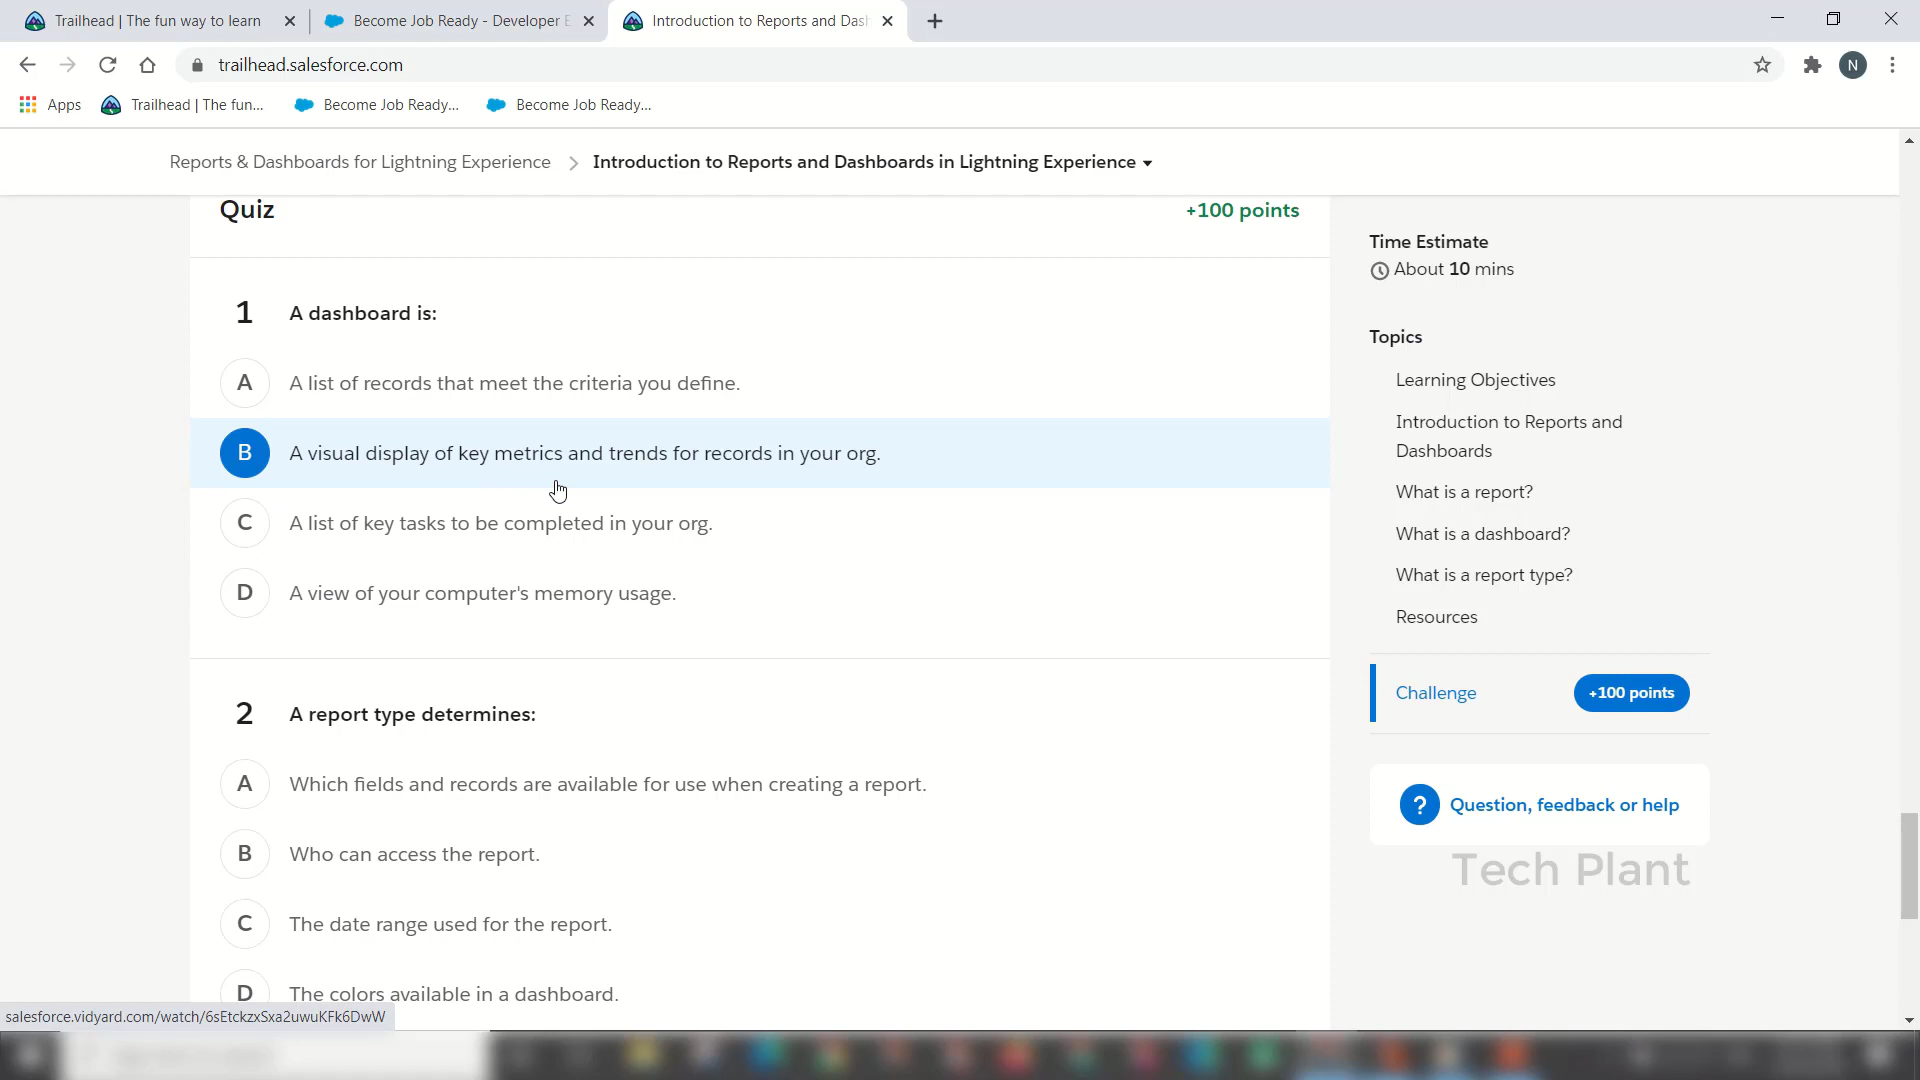 Trailhead | The fun way to learn
Become Job Ready - Developer E
Introduction to Reports and Dash
trailhead.salesforce.com
N
Apps
Trailhead | The fun...
Become Job Ready...
Become Job Ready...
Reports & Dashboards for Lightning Experience > Introduction to Reports and Dashboards in Lightning Experience
Quiz
+100 points
1 A dashboard is:
A A list of records that meet the criteria you define.
B A visual display of key metrics and trends for records in your org.
C A list of key tasks to be completed in your org.
D A view of your computer's memory usage.
2 A report type determines:
A Which fields and records are available for use when creating a report.
B Who can access the report.
C The date range used for the report.
D The colors available in a dashboard.
Time Estimate
About 10 mins
Topics
Learning Objectives
Introduction to Reports and
Dashboards
What is a report?
What is a dashboard?
What is a report type?
Resources
Challenge
+100 points
? Question, feedback or help
Tech Plant
salesforce.vidyard.com/watch/6sEtckzxSxa2uwuKFk6DwW